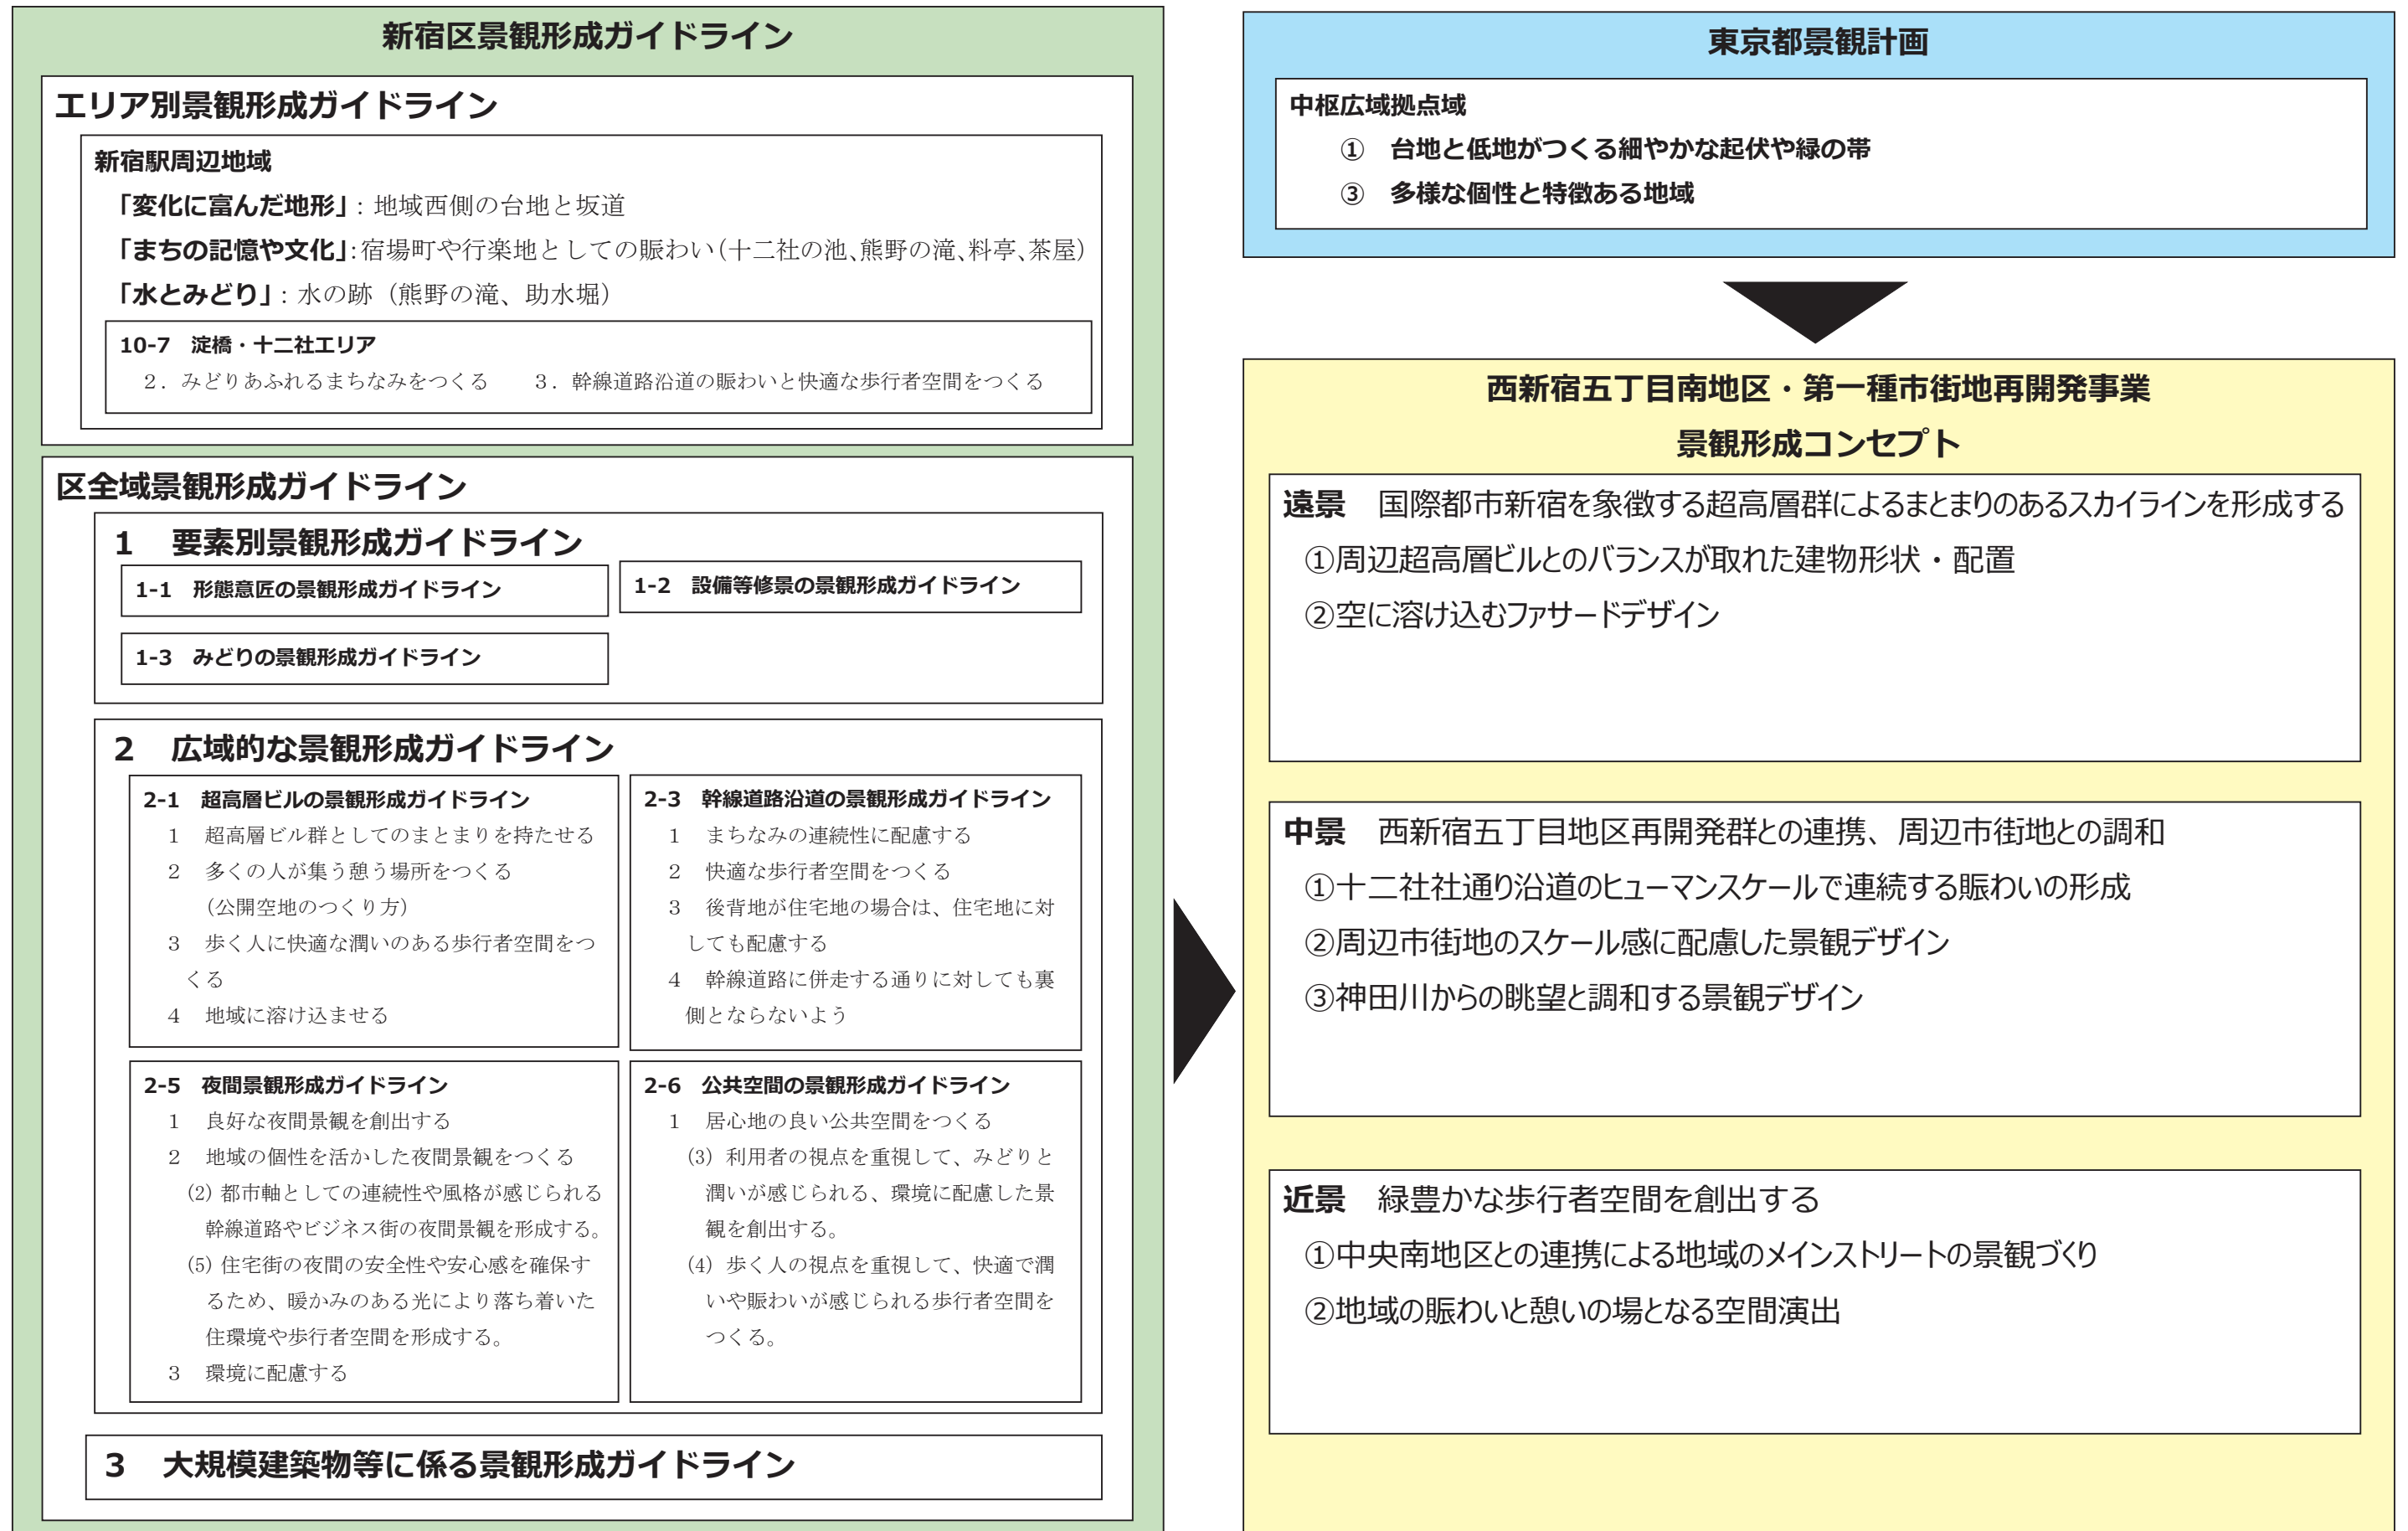 新宿区景観形成ガイドライン
エリア別景観形成ガイドライン
新宿駅周辺地域
「変化に富んだ地形」：地域西側の台地と坂道
「まちの記憶や文化」：宿場町や行楽地としての賑わい（十二社の池、熊野の滝、料亭、茶屋）
「水とみどり」：水の跡（熊野の滝、助水堀）
10-7　淀橋・十二社エリア
２．みどりあふれるまちなみをつくる　　３．幹線道路沿道の賑わいと快適な歩行者空間をつくる
区全域景観形成ガイドライン
1　要素別景観形成ガイドライン
1-1　形態意匠の景観形成ガイドライン
1-2　設備等修景の景観形成ガイドライン
1-3　みどりの景観形成ガイドライン
2　広域的な景観形成ガイドライン
2-1　超高層ビルの景観形成ガイドライン
１　超高層ビル群としてのまとまりを持たせる
２　多くの人が集う憩う場所をつくる
（公開空地のつくり方）
３　歩く人に快適な潤いのある歩行者空間をつ
くる
４　地域に溶け込ませる
2-3　幹線道路沿道の景観形成ガイドライン
１　まちなみの連続性に配慮する
２　快適な歩行者空間をつくる
３　後背地が住宅地の場合は、住宅地に対
しても配慮する
４　幹線道路に併走する通りに対しても裏
側とならないよう
2-5　夜間景観形成ガイドライン
１　良好な夜間景観を創出する
２　地域の個性を活かした夜間景観をつくる
(2) 都市軸としての連続性や風格が感じられる
幹線道路やビジネス街の夜間景観を形成する。
(5) 住宅街の夜間の安全性や安心感を確保す
るため、暖かみのある光により落ち着いた
住環境や歩行者空間を形成する。
３　環境に配慮する
2-6　公共空間の景観形成ガイドライン
１　居心地の良い公共空間をつくる
(3) 利用者の視点を重視して、みどりと
潤いが感じられる、環境に配慮した景
観を創出する。
(4) 歩く人の視点を重視して、快適で潤
いや賑わいが感じられる歩行者空間を
つくる。
3　大規模建築物等に係る景観形成ガイドライン
東京都景観計画
中枢広域拠点域
①　台地と低地がつくる細やかな起伏や緑の帯
③　多様な個性と特徴ある地域
西新宿五丁目南地区・第一種市街地再開発事業
景観形成コンセプト
遠景　国際都市新宿を象徴する超高層群によるまとまりのあるスカイラインを形成する
①周辺超高層ビルとのバランスが取れた建物形状・配置
②空に溶け込むファサードデザイン
中景　西新宿五丁目地区再開発群との連携、周辺市街地との調和
①十二社社通り沿道のヒューマンスケールで連続する賑わいの形成
②周辺市街地のスケール感に配慮した景観デザイン
③神田川からの眺望と調和する景観デザイン
近景　緑豊かな歩行者空間を創出する
①中央南地区との連携による地域のメインストリートの景観づくり
②地域の賑わいと憩いの場となる空間演出